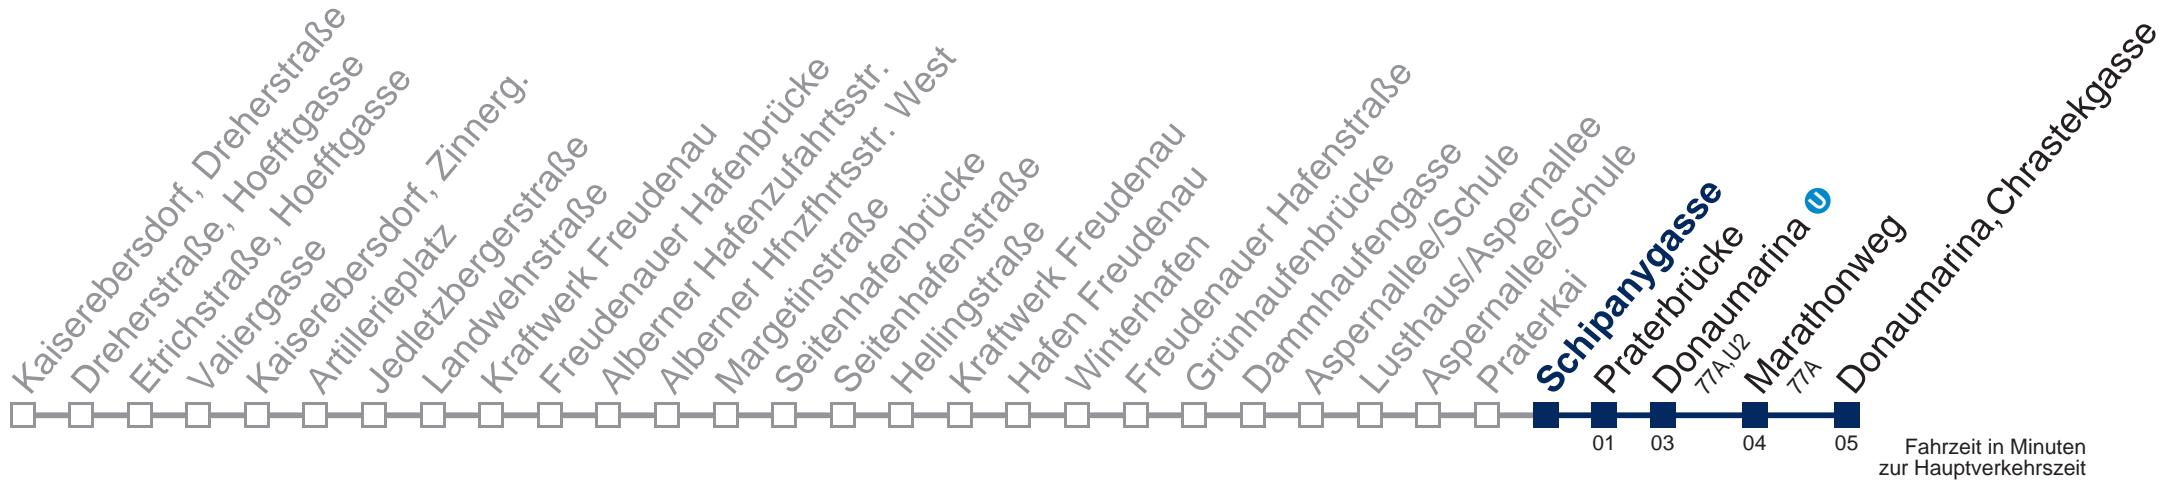 Kaiserebersdorf, Dreherstraße
Dreherstraße, Hoefftgasse
Etrichstraße, Hoefftgasse
Valiergasse
Kaiserebersdorf, Zinnerg.
Artillerieplatz
Jedletzbergerstraße
Landwehrstraße
Kraftwerk Freudenau
Freudenauer Hafenbrücke
Alberner Hafenzufahrtsstr.
Alberner Hfnzfhrtsstr. West
Margetinstraße
Seitenhafenbrücke
Seitenhafenstraße
Hellingstraße
Kraftwerk Freudenau
Hafen Freudenau
Winterhafen
Freudenauer Hafenstraße
Grünhaufenbrücke
Dammhaufengasse
Aspernallee/Schule
Lusthaus/Aspernallee
Aspernallee/Schule
Praterkai
Schipanygasse
Praterbrücke
Donaumarina U
77A,U2
Marathonweg
77A
Donaumarina,Chrastekgasse
01 03 04 05
Fahrzeit in Minuten
zur Hauptverkehrszeit